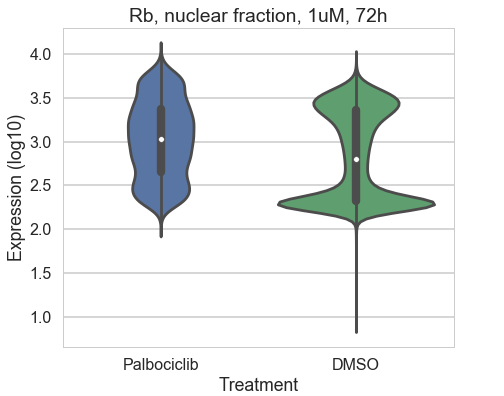 Rb, nuclear fraction, 1uM, 72h
Expression (log10)
4.0
3.5
3.0
2.5
2.0
1.5
1.0
Palbociclib DMSO
Treatment